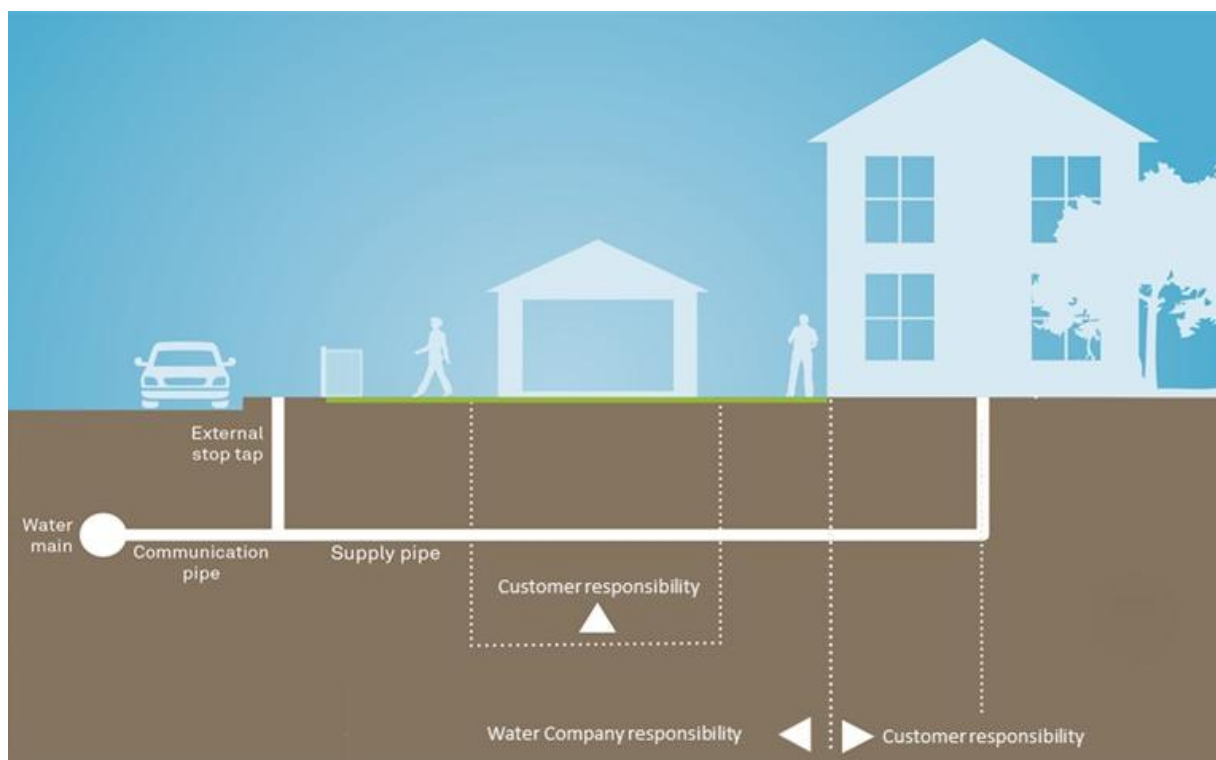 External
stop tap
Water
main
Communication
pipe
Supply pipe
Customer responsibility
Water Company responsibility
Customer responsibility